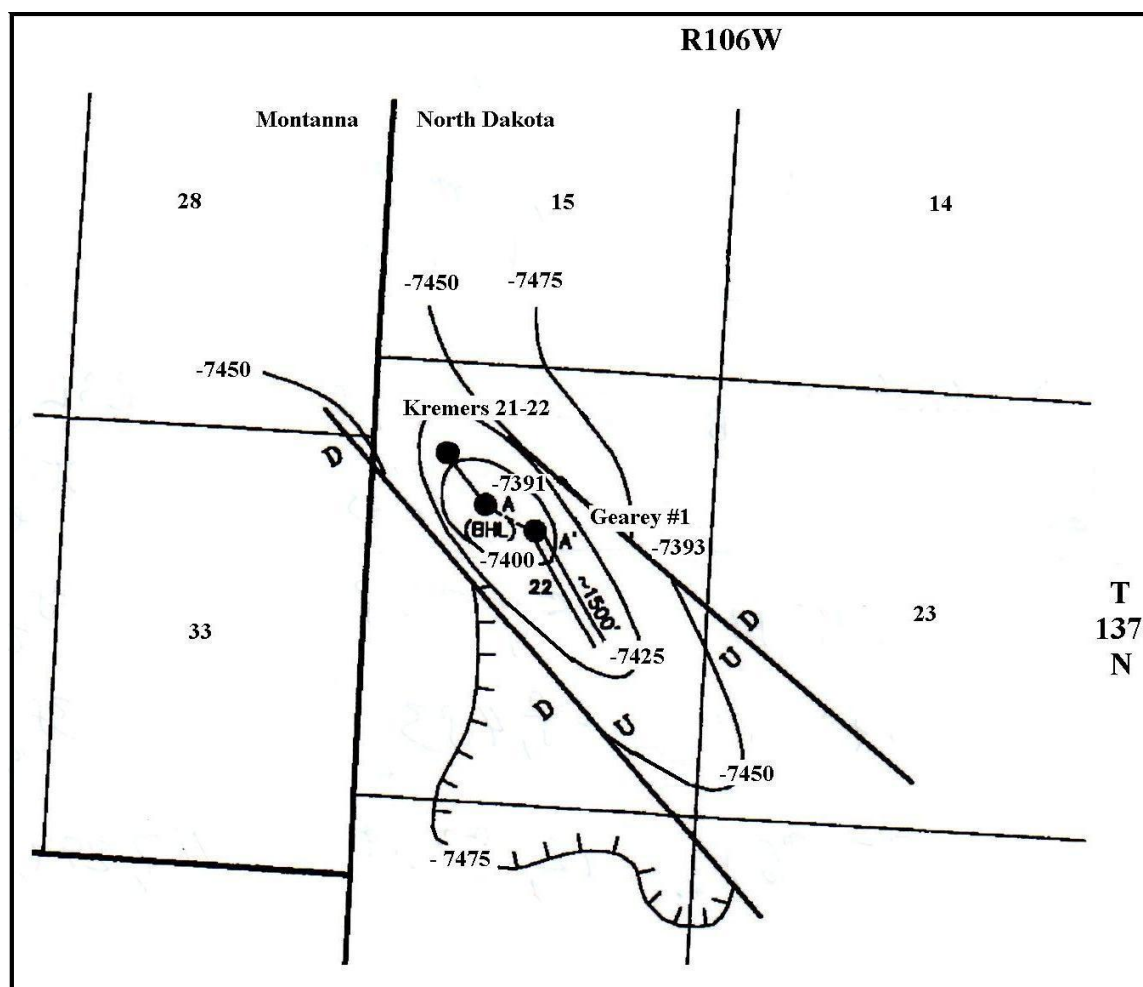 R106W
Montanna North Dakota
28
15
14
-7450
-7475
-7450
Kremers 21-22
D
-7391
A
(BHL)
Gearey #1
A'
-7393
-7400
22
~1500'
33
23
T
137
N
D
U
-7425
D
U
-7450
-7475